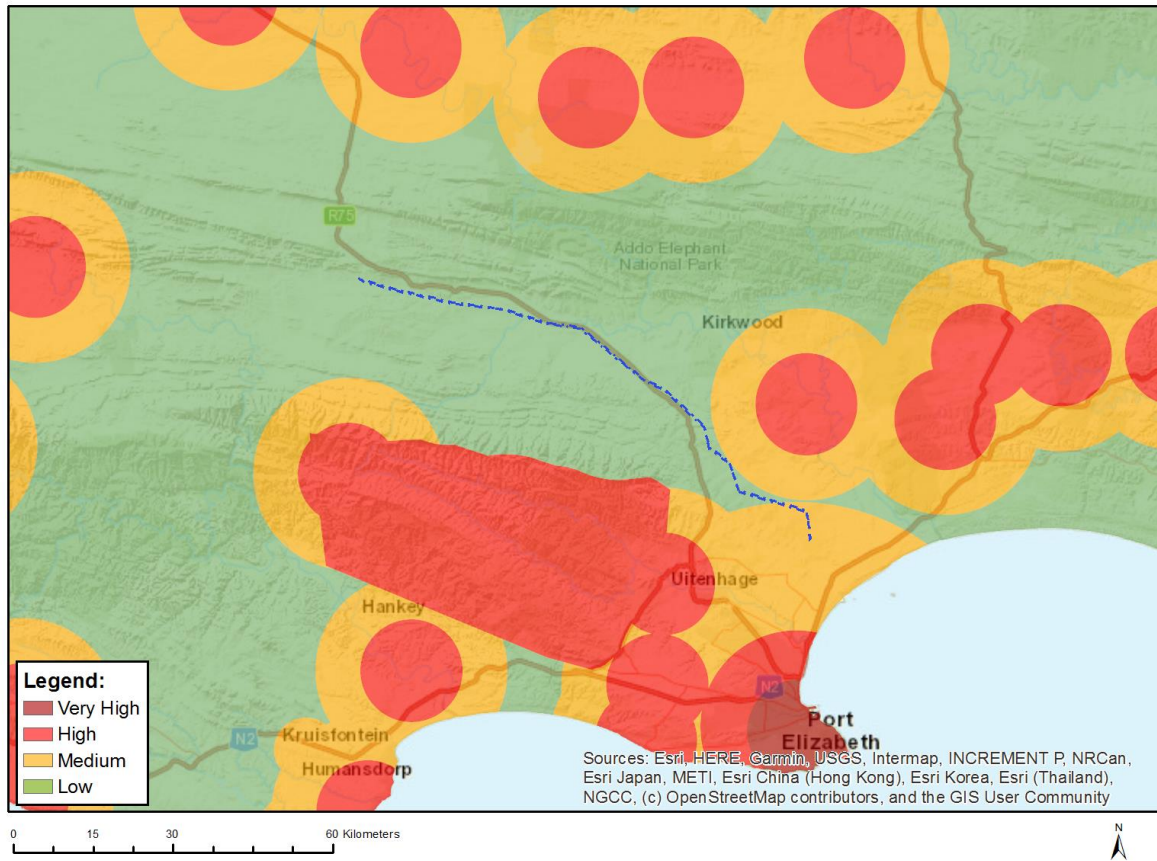 R75
Addo Elephant
National Park
Kirkwood
Uitenhage
Hankey
Legend:
Very High
High
Medium
Low
N2
N2
Kruisfontein
Humansdorp
Port
Elizabeth
Sources: Esri, HERE, Garmin, USGS, Intermap, INCREMENT P, NRCan,
Esri Japan, METI, Esri China (Hong Kong), Esri Korea, Esri (Thailand),
NGCC, (c) OpenStreetMap contributors, and the GIS User Community
0 15 30 60 Kilometers
N